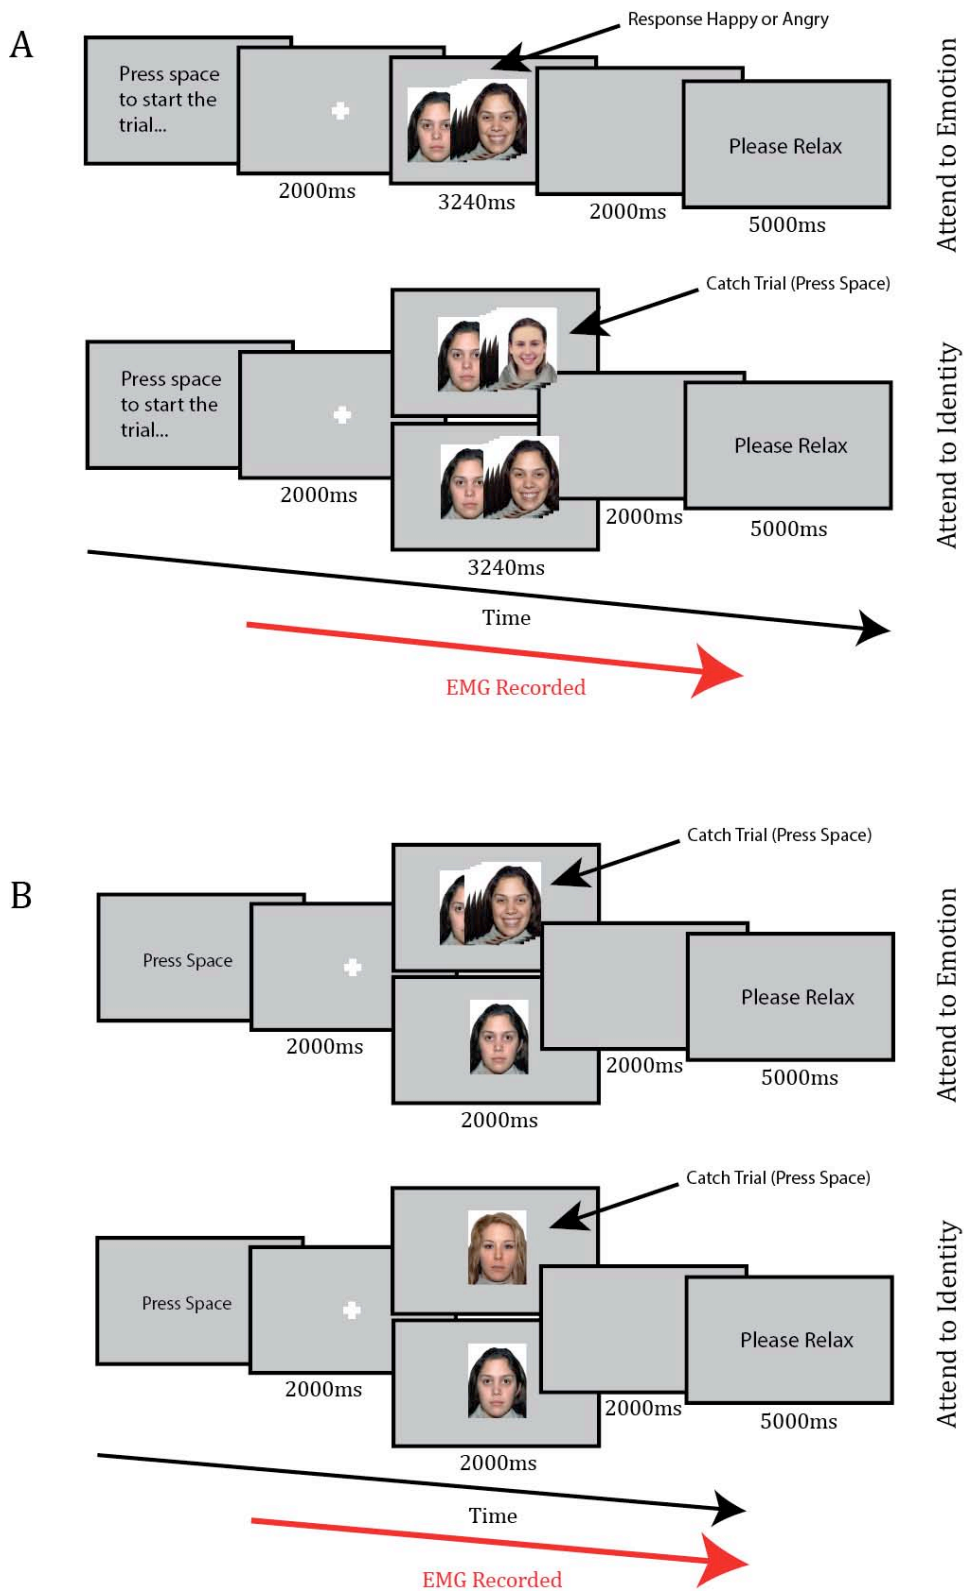 A
Response Happy or Angry
Press space
to start the
trial...
Please Relax
2000ms
3240ms
2000ms
5000ms
Attend to Emotion
Catch Trial (Press Space)
Press space
to start the
trial...
Please Relax
2000ms
2000ms
5000ms
3240ms
Attend to Identity
Time
EMG Recorded
B
Catch Trial (Press Space)
Press Space
Please Relax
2000ms
2000ms
5000ms
2000ms
Attend to Emotion
Catch Trial (Press Space)
Press Space
Please Relax
2000ms
2000ms
5000ms
2000ms
Attend to Identity
Time
EMG Recorded